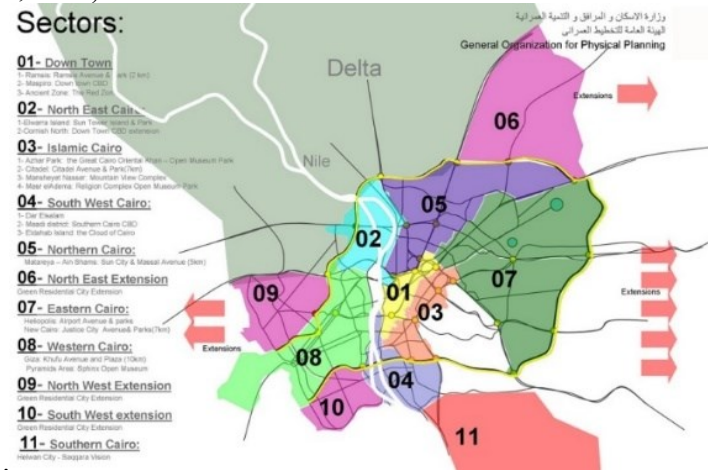 Sectors:
وزارة الاسكان و المرافق و التنمية العمرانية
الهيئة العامة للتخطيط العمرانى
General Organization for Physical Planning
01- Down Town
1- Ramsis: Ramsis Avenue & Park (2 km)
2- Maspiro: Down town CBD
3- Ancient Zone: The Red Zone
02- North East Cairo:
1-Elwarra Island: Sun Tower Island & Park
2-Cornish North: Down Town CBD extension
03- Islamic Cairo
1- Azher Park: the Great Cairo Oriental – Open Museum Park
2- Citadel: Citadel Avenue & Park(7km)
3- Mansheyet Nasser: Mountain View Complex
4- Masr elAdema: Religion Complex Open Museum Park
04- South West Cairo:
1- Dar Elselam
2- Maadi district: Southern Cairo CBD
3- Eldahab Island: the Cloud of Cairo
05- Northern Cairo:
Matareya – Ain Shams: Sun City & Massal Avenue (5km)
06- North East Extension
Green Residential City Extension
07- Eastern Cairo:
Heliopolis: Airport Avenue & parks
New Cairo: Justice City Avenue& Parks(7km)
08- Western Cairo:
Giza: Khufu Avenue and Plaza (10km)
Pyramids Area: Sphinx Open Museum
09- North West Extension
Green Residential City Extension
10- South West extension
Green Residential City Extension
11- Southern Cairo:
Helwan City - Saqqara Vision
Delta
Nile
Extensions
06
05
02
07
09
01
03
Extensions
Extensions
08
04
10
11